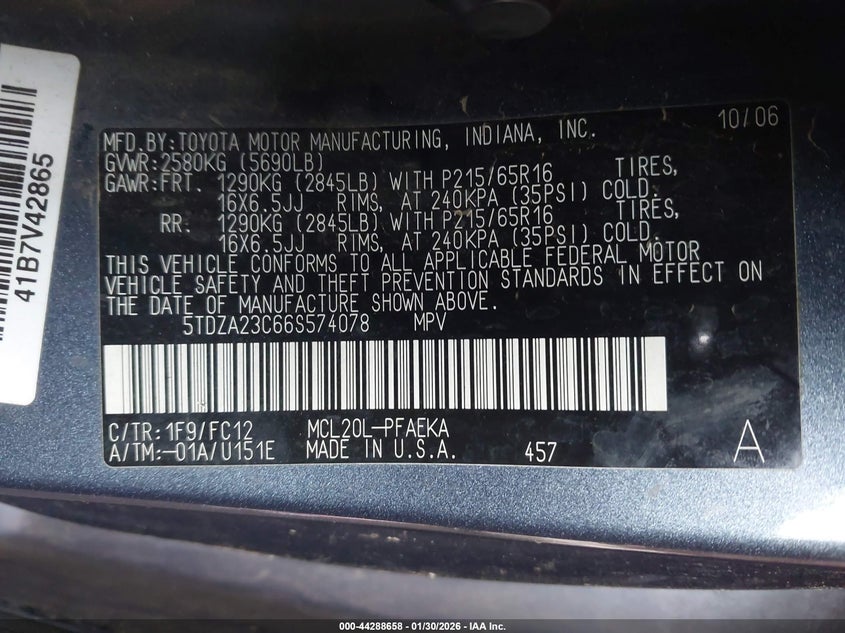 41B7V42865
10/06
MFD.BY:TOYOTA MOTOR MANUFACTURING, INDIANA, INC.
GVWR:2580KG (5690LB)
GAWR:FRT. 1290KG (2845LB) WITH P215/65R16 TIRES,
16X6.5JJ RIMS, AT 240KPA (35PSI) COLD.
RR. 1290KG (2845LB) WITH P215/65R16 TIRES,
16X6.5JJ RIMS, AT 240KPA (35PSI) COLD.
THIS VEHICLE CONFORMS TO ALL APPLICABLE FEDERAL MOTOR
VEHICLE SAFETY AND THEFT PREVENTION STANDARDS IN EFFECT ON
THE DATE OF MANUFACTURE SHOWN ABOVE.
5TDZA23C66S574078 MPV
C/TR:1F9/FC12 MCL20L-PFAEKA
A/TM:-01A/U151E MADE IN U.S.A. 457 A
000-44288658 - 01/30/2026 - IAA Inc.